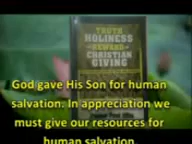 TRUTH
HOLINESS
REWARD
CHRISTIAN
GIVING
God gave His Son for human
salvation. In appreciation we
must give our resources for
human salvation